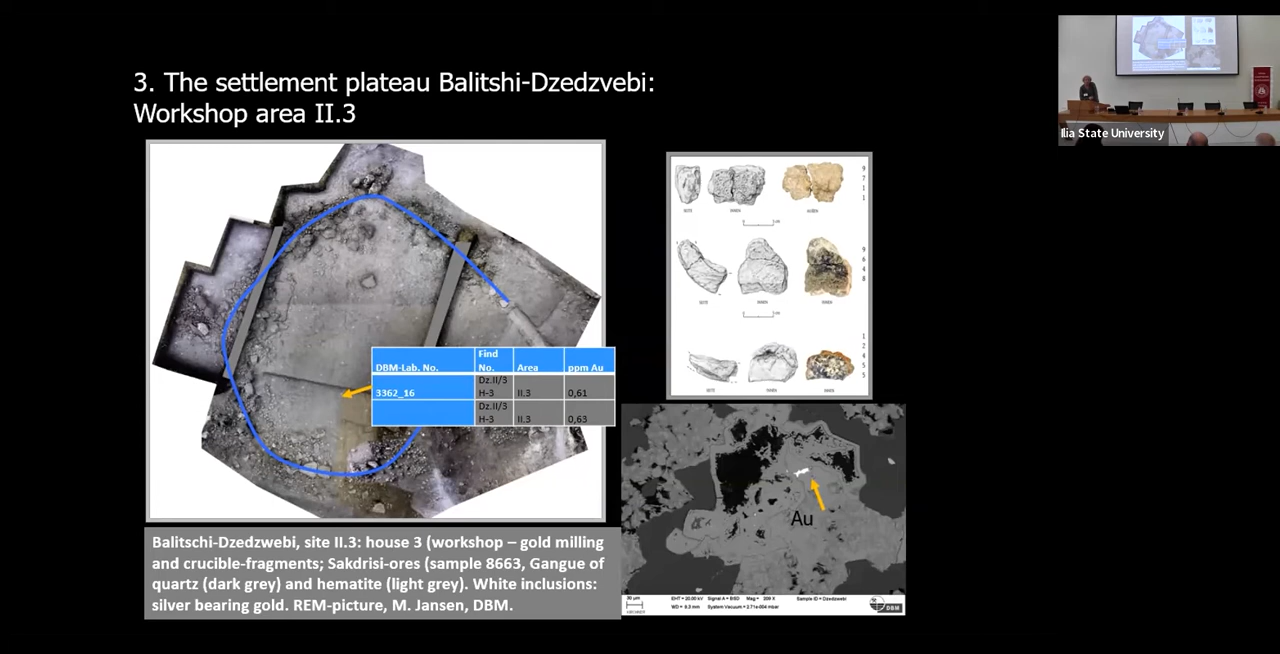 3. The settlement plateau Balitshi-Dzedzvebi:
Workshop area II.3
Ilia State University
DBM-Lab. No.
Find No.
Area
ppm Au
3362_16
Dz.II/3 H-3
II.3
0,61
Dz.II/3 H-3
II.3
0,63
Au
Balitschi-Dzedzwebi, site II.3: house 3 (workshop – gold milling
and crucible-fragments; Sakdrisi-ores (sample 8663, Gangue of
quartz (dark grey) and hematite (light grey). White inclusions:
silver bearing gold. REM-picture, M. Jansen, DBM.
DBM